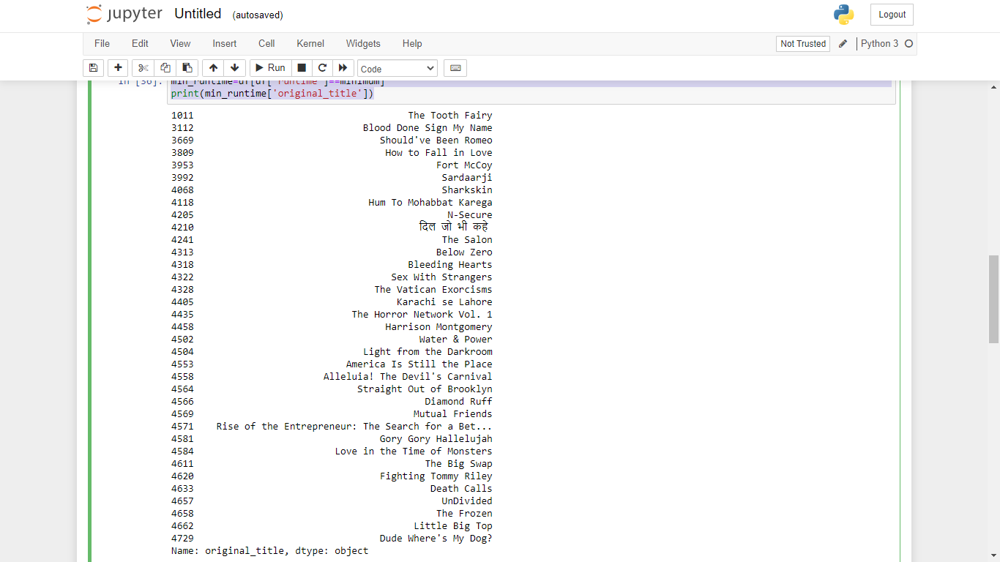 jupyter Untitled (autosaved) Logout
File Edit View Insert Cell Kernel Widgets Help Not Trusted Python 3
Run Code
In [36]: min_runtime=df[df['runtime']==minimum]
print(min_runtime['original_title'])
1011 The Tooth Fairy
3112 Blood Done Sign My Name
3669 Should've Been Romeo
3809 How to Fall in Love
3953 Fort McCoy
3992 Sardaarji
4068 Sharkskin
4118 Hum To Mohabbat Karega
4205 N-Secure
4210 दिल जो भी कहे
4241 The Salon
4313 Below Zero
4318 Bleeding Hearts
4322 Sex With Strangers
4328 The Vatican Exorcisms
4405 Karachi se Lahore
4435 The Horror Network Vol. 1
4458 Harrison Montgomery
4502 Water & Power
4504 Light from the Darkroom
4553 America Is Still the Place
4558 Alleluia! The Devil's Carnival
4564 Straight Out of Brooklyn
4566 Diamond Ruff
4569 Mutual Friends
4571 Rise of the Entrepreneur: The Search for a Bet...
4581 Gory Gory Hallelujah
4584 Love in the Time of Monsters
4611 The Big Swap
4620 Fighting Tommy Riley
4633 Death Calls
4657 UnDivided
4658 The Frozen
4662 Little Big Top
4729 Dude Where's My Dog?
Name: original_title, dtype: object